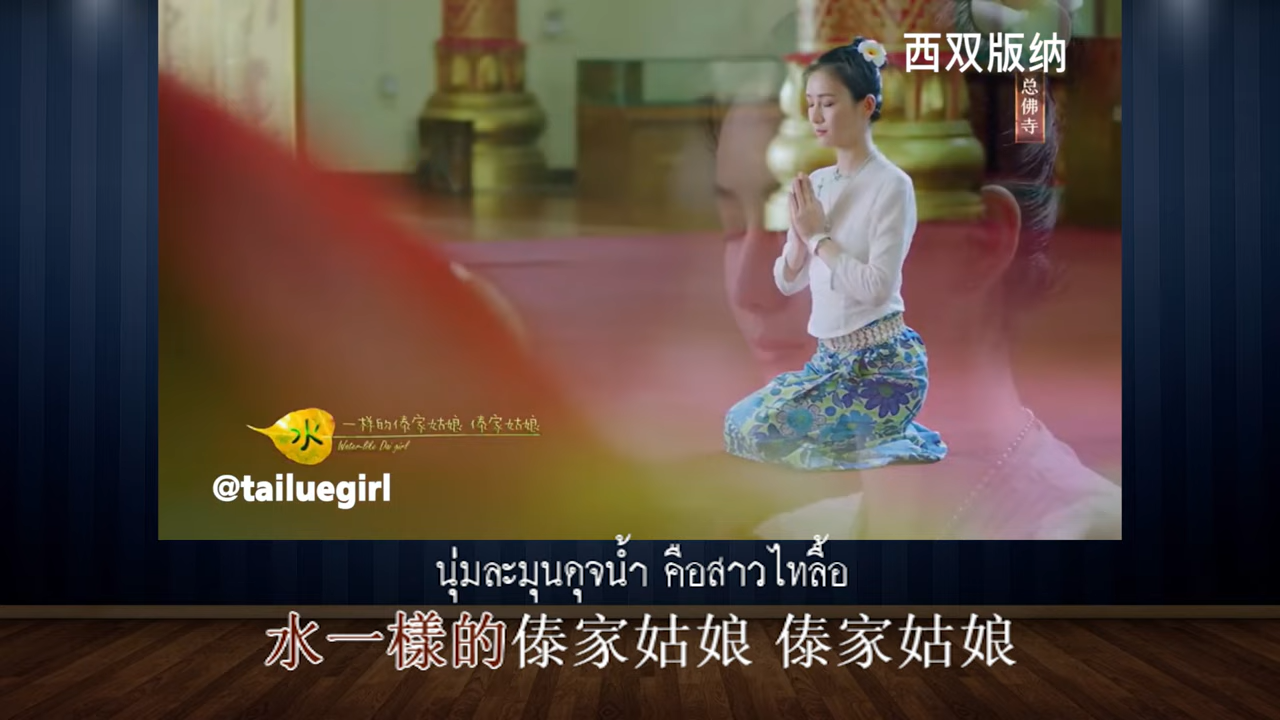 西双版纳
总佛寺
水一样的傣家姑娘 傣家姑娘
Waterlike Dai girl
@tailuegirl
นุ่มละมุนดุจน้ำ คือสาวไทลื้อ
水一樣的傣家姑娘 傣家姑娘